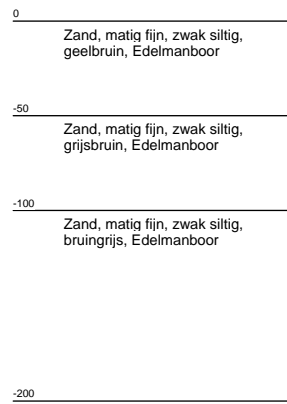 0
Zand, matig fijn, zwak siltig,
geelbruin, Edelmanboor
-50
Zand, matig fijn, zwak siltig,
grijsbruin, Edelmanboor
-100
Zand, matig fijn, zwak siltig,
bruingrijs, Edelmanboor
-200